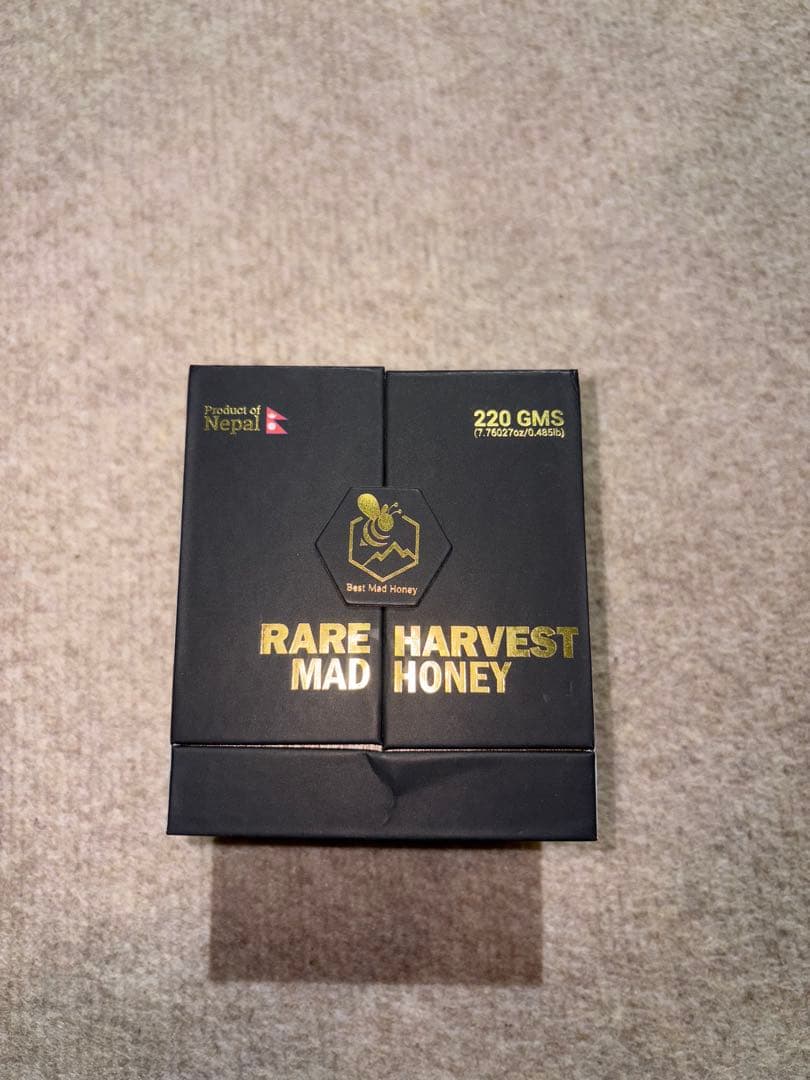 Product of
Nepal
220 GMS
(7.76027oz/0.485lb)
Best Mad Honey
RARE HARVEST
MAD HONEY